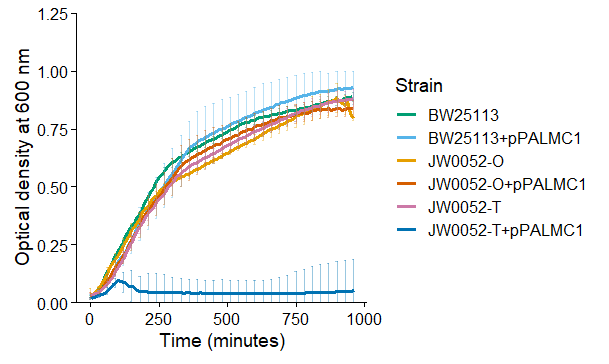 1.25
1.00
0.75
0.50
0.25
0.00
Optical density at 600 nm
0
250
500
750
1000
Time (minutes)
Strain
BW25113
BW25113+pPALMC1
JW0052-O
JW0052-O+pPALMC1
JW0052-T
JW0052-T+pPALMC1